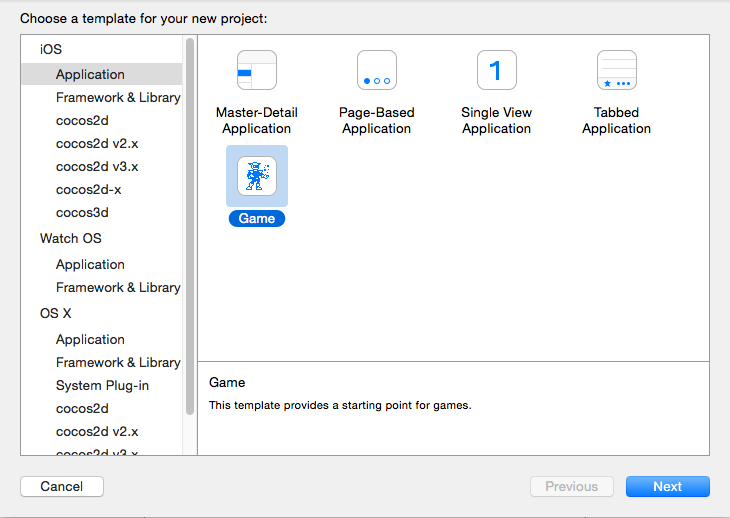 Choose a template for your new project:
iOS
Application
Framework & Library
cocos2d
cocos2d v2.x
cocos2d v3.x
cocos2d-x
cocos3d
Watch OS
Application
Framework & Library
OS X
Application
Framework & Library
System Plug-in
cocos2d
cocos2d v2.x
cocos2d v3.x
1
Master-Detail
Application
Page-Based
Application
Single View
Application
Tabbed
Application
Game
Game
This template provides a starting point for games.
Cancel
Previous
Next